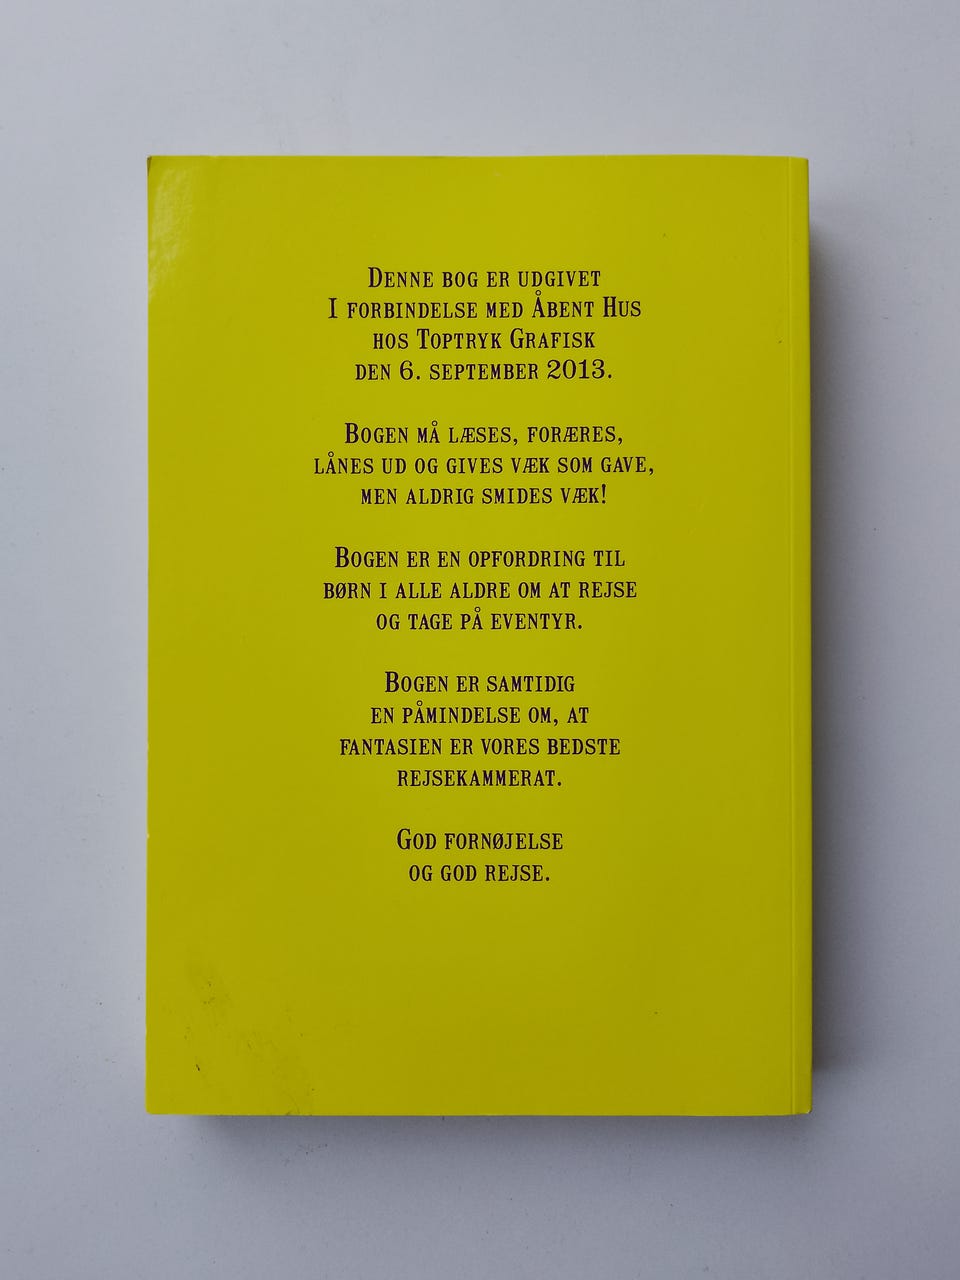 Denne bog er udgivet
I forbindelse med Åbent Hus
hos Toptryk Grafisk
den 6. september 2013.
Bogen må læses, foræres,
lånes ud og gives væk som gave,
men aldrig smides væk!
Bogen er en opfordring til
børn i alle aldre om at rejse
og tage på eventyr.
Bogen er samtidig
en påmindelse om, at
fantasien er vores bedste
rejsekammerat.
God fornøjelse
og god rejse.